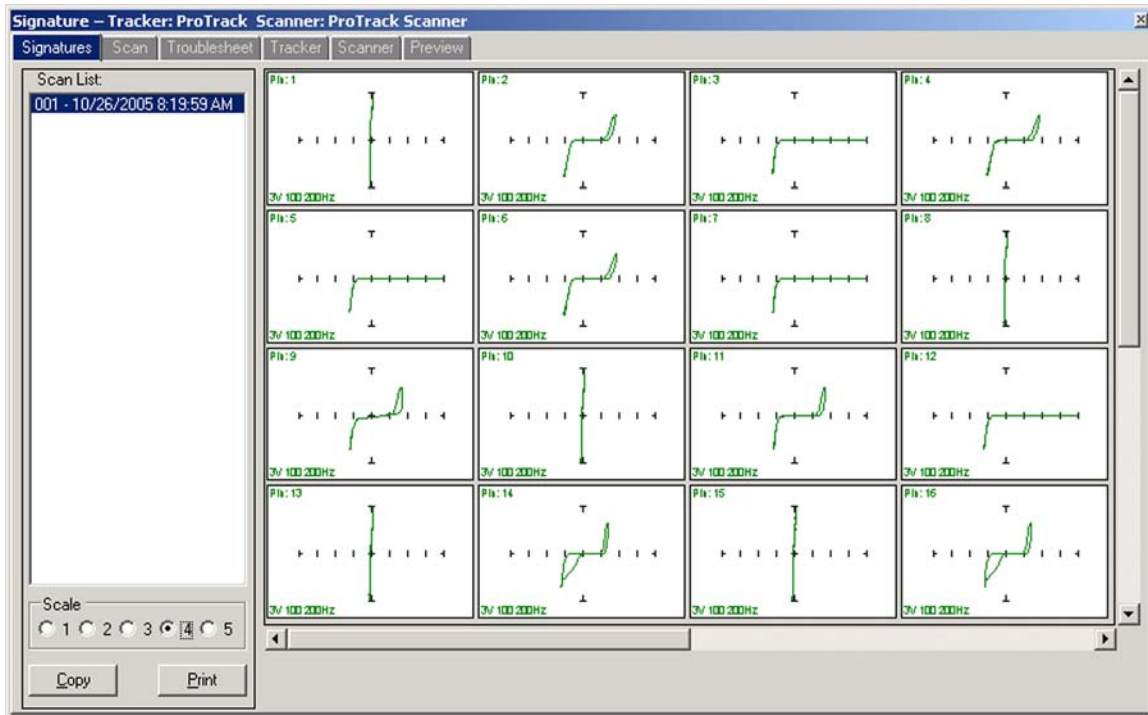 Signature – Tracker: ProTrack Scanner: ProTrack Scanner
Signatures Scan Troublesheet Tracker Scanner Preview
Scan List:
001 - 10/26/2005 8:19:59 AM
Pin: 1 Pin: 2 Pin: 3 Pin: 4
3V 100 200Hz 3V 100 200Hz 3V 100 200Hz 3V 100 200Hz
Pin: 5 Pin: 6 Pin: 7 Pin: 8
3V 100 200Hz 3V 100 200Hz 3V 100 200Hz 3V 100 200Hz
Pin: 9 Pin: 10 Pin: 11 Pin: 12
3V 100 200Hz 3V 100 200Hz 3V 100 200Hz 3V 100 200Hz
Pin: 13 Pin: 14 Pin: 15 Pin: 16
3V 100 200Hz 3V 100 200Hz 3V 100 200Hz 3V 100 200Hz
Scale
1 2 3 4 5
Copy Print